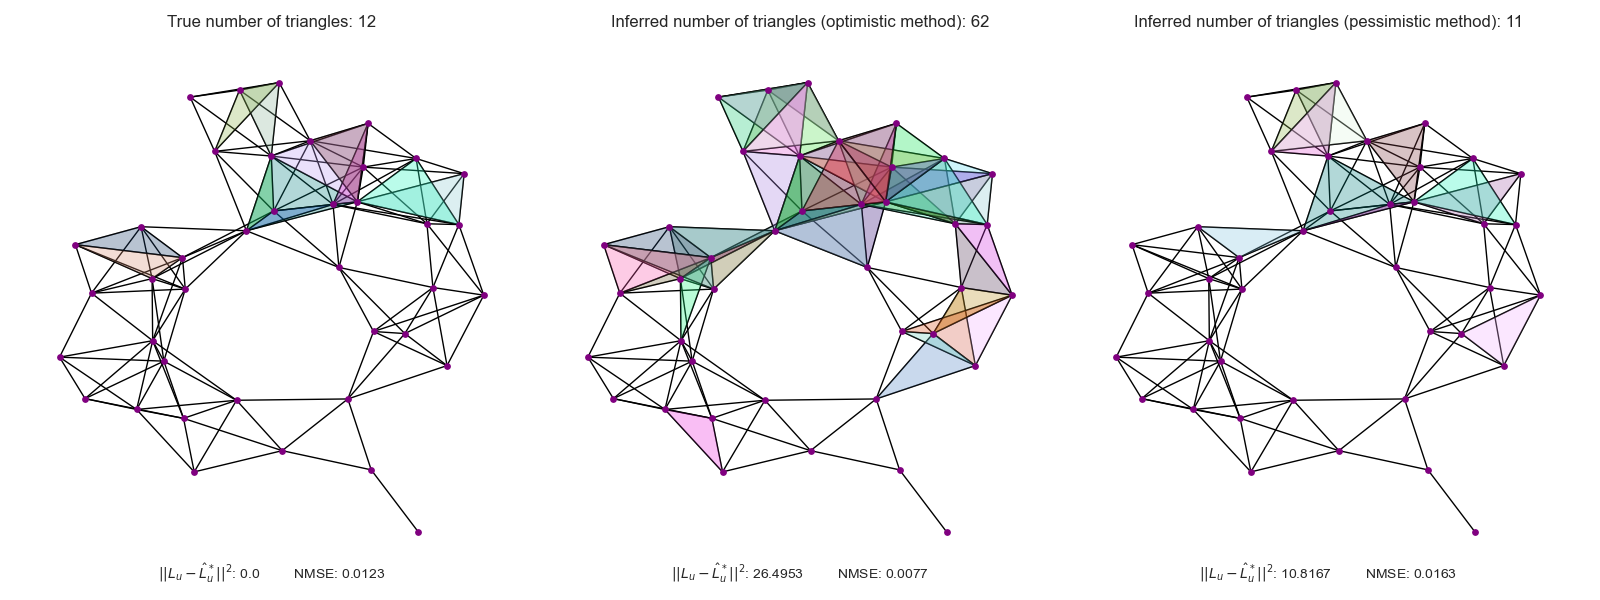 True number of triangles: 12
Inferred number of triangles (optimistic method): 62
Inferred number of triangles (pessimistic method): 11
$||L_u - \hat{L}_u^*||^2$: 0.0 NMSE: 0.0123
$||L_u - \hat{L}_u^*||^2$: 26.4953 NMSE: 0.0077
$||L_u - \hat{L}_u^*||^2$: 10.8167 NMSE: 0.0163